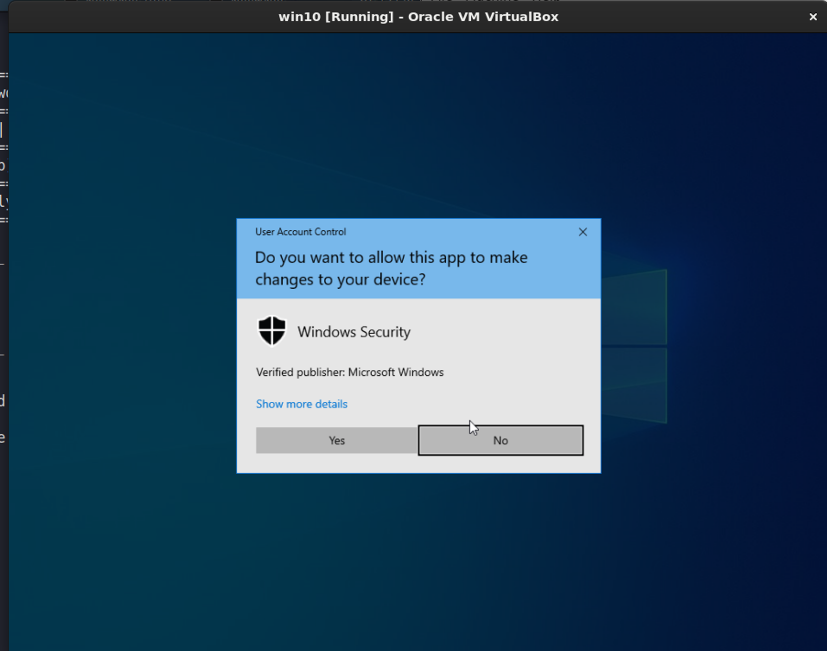 win10 [Running] - Oracle VM VirtualBox
User Account Control
Do you want to allow this app to make
changes to your device?
Windows Security
Verified publisher: Microsoft Windows
Show more details
Yes
No